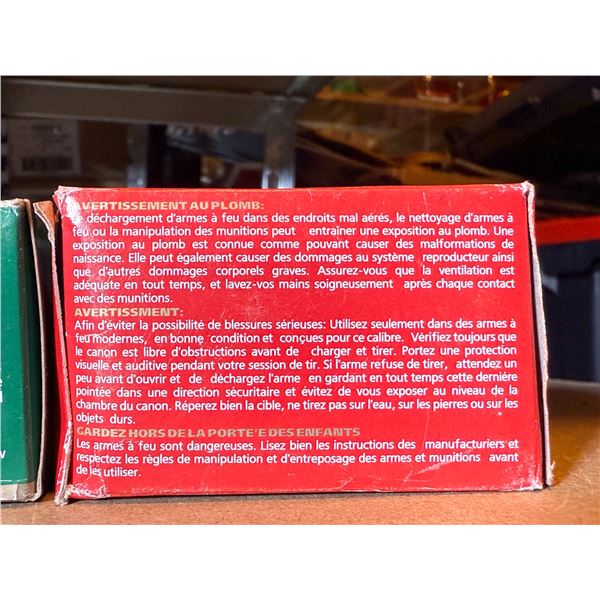 AVERTISSEMENT AU PLOMB:
Le déchargement d'armes à feu dans des endroits mal aérés, le nettoyage d'armes à
feu ou la manipulation des munitions peut entraîner une exposition au plomb. Une
exposition au plomb est connue comme pouvant causer des malformations de
naissance. Elle peut également causer des dommages au système reproducteur ainsi
que d'autres dommages corporels graves. Assurez-vous que la ventilation est
adéquate en tout temps, et lavez-vos mains soigneusement après chaque contact
avec des munitions.
AVERTISSMENT:
Afin d'éviter la possibilité de blessures sérieuses: Utilisez seulement dans des armes à
feu modernes, en bonne condition et conçues pour ce calibre. Vérifiez toujours que
le canon est libre d'obstructions avant de charger et tirer. Portez une protection
visuelle et auditive pendant votre session de tir. Si l'arme refuse de tirer, attendez un
peu avant d'ouvrir et de déchargez l'arme en gardant en tout temps cette dernière
pointée dans une direction sécuritaire et évitez de vous exposer au niveau de la
chambre du canon. Réperez bien la cible, ne tirez pas sur l'eau, sur les pierres ou sur les
objets durs.
GARDEZ HORS DE LA PORTE'E DES ENFANTS
Les armes à feu sont dangereuses. Lisez bien les instructions des manufacturiers et
respectez les règles de manipulation et d'entreposage des armes et munitions avant
de les utiliser.